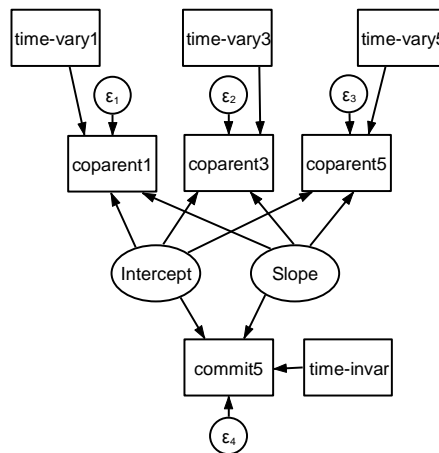 time-vary1 time-vary3 time-vary5
ε1 ε2 ε3
coparent1 coparent3 coparent5
Intercept Slope
commit5 time-invar
ε4